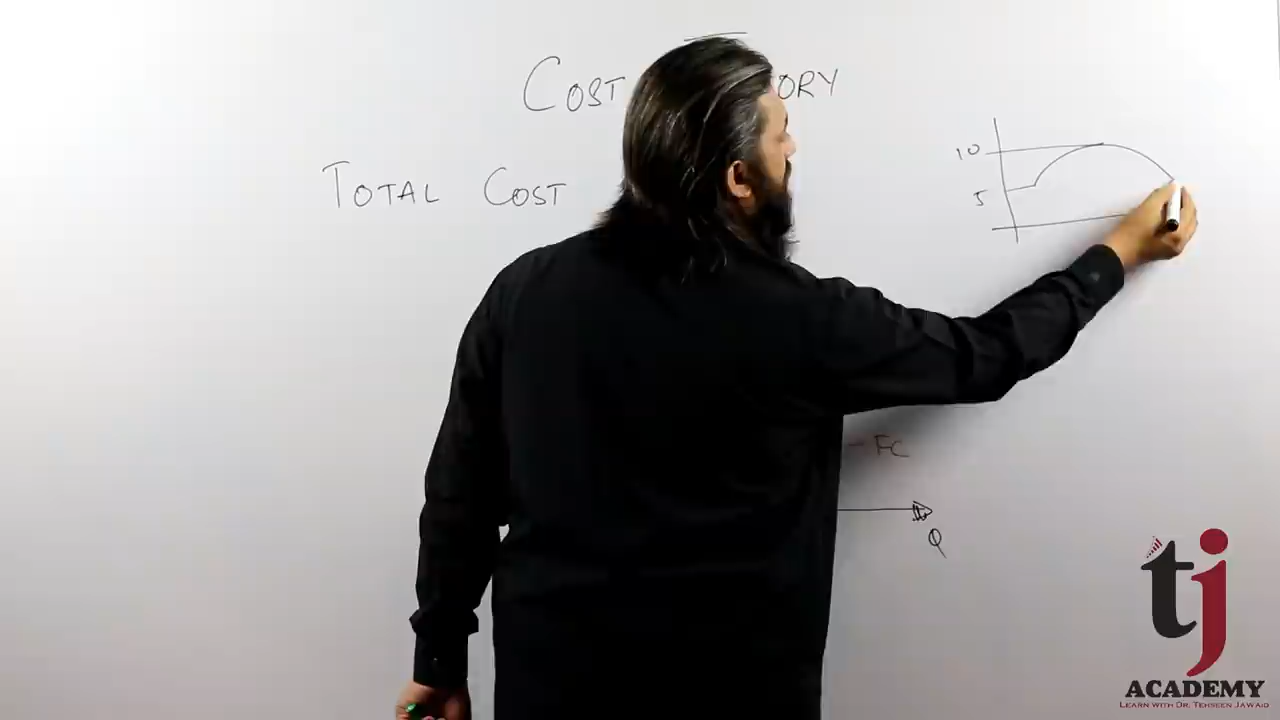 COST ORY
TOTAL COST
10
5
FC
Q
tj
ACADEMY
LEARN WITH DR. TEHSEEN JAWAID